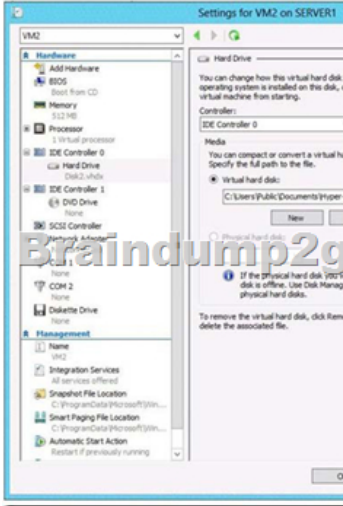 Settings for VM2 on SERVER1
VM2
Hardware
Add Hardware
BIOS
Boot from CD
Memory
512 MB
Processor
1 Virtual processor
IDE Controller 0
Hard Drive
Disk2.vhdx
IDE Controller 1
DVD Drive
None
SCSI Controller
Network Adapter
None
COM 2
None
Diskette Drive
None
Management
Name
VM2
Integration Services
All services offered
Snapshot File Location
C:\ProgramData\Microsoft\Win...
Smart Paging File Location
C:\ProgramData\Microsoft\Win...
Automatic Start Action
Restart if previously running
Hard Drive
You can change how this virtual hard disk
operating system is installed on this disk,
virtual machine from starting.
Controller:
IDE Controller 0
Media
You can compact or convert a virtual ha
Specify the full path to the file.
Virtual hard disk:
C:\Users\Public\Documents\Hyper
New
Physical hard disk:
If the physical hard disk you
disk is offline. Use Disk Manag
physical hard disks.
To remove the virtual hard disk, click Rem
delete the associated file.
O
Braindump2g